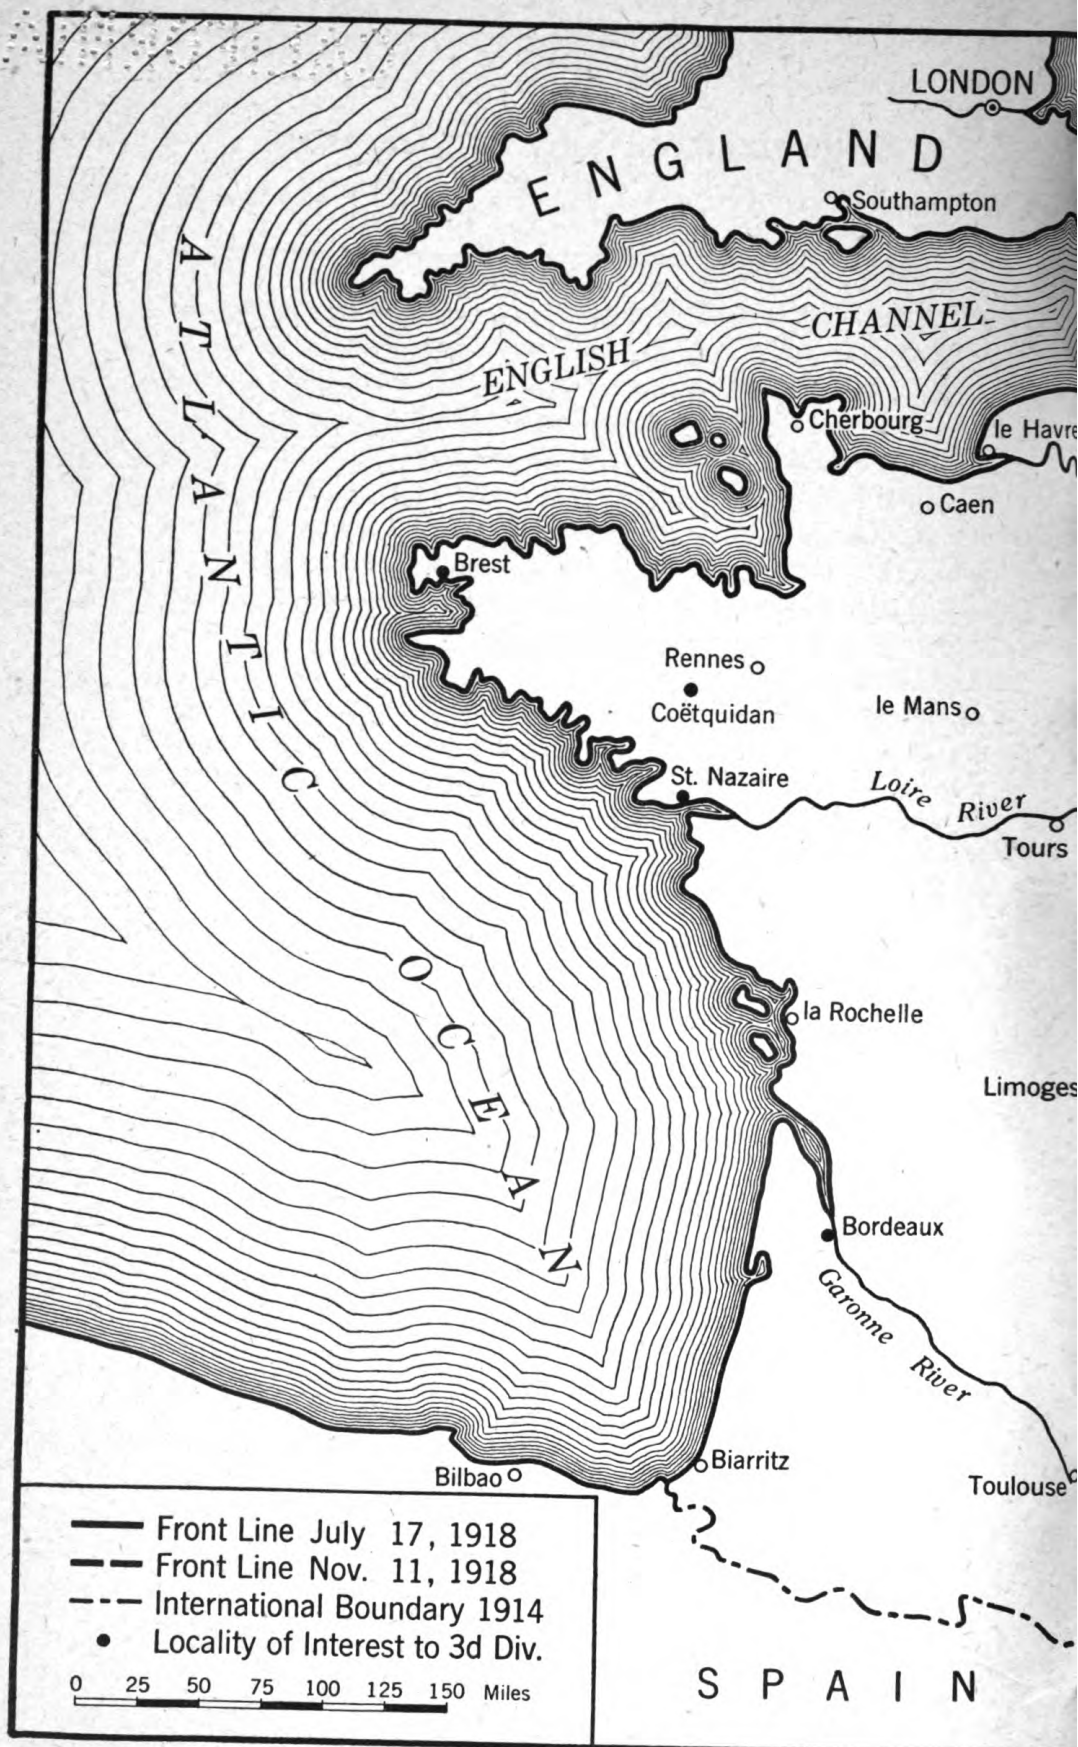 LONDON
ENGLAND
Southampton
ATLANTIC OCEAN
ENGLISH CHANNEL
Cherbourg
le Havre
Caen
Brest
Rennes
Coëtquidan
le Mans
St. Nazaire
Loire River
Tours
la Rochelle
Limoges
Bordeaux
Garonne River
Biarritz
Bilbao
Toulouse
Front Line July 17, 1918
Front Line Nov. 11, 1918
International Boundary 1914
Locality of Interest to 3d Div.
0 25 50 75 100 125 150 Miles
SPAIN